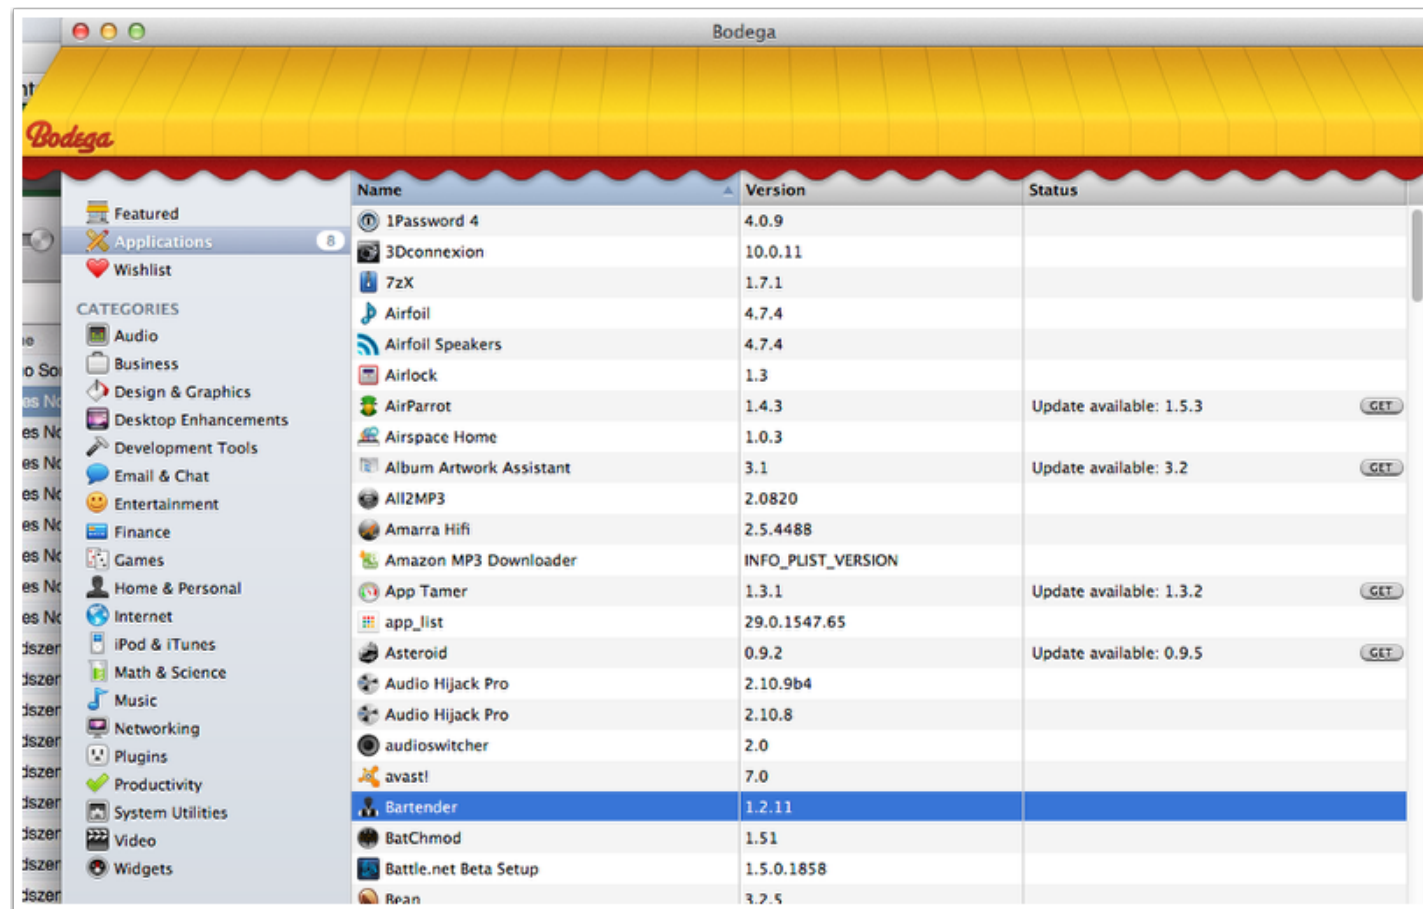 Bodega
Bodega
Name Version Status
Featured
Applications 8
Wishlist
CATEGORIES
Audio
Business
Design & Graphics
Desktop Enhancements
Development Tools
Email & Chat
Entertainment
Finance
Games
Home & Personal
Internet
iPod & iTunes
Math & Science
Music
Networking
Plugins
Productivity
System Utilities
Video
Widgets
1Password 4 4.0.9
3Dconnexion 10.0.11
7zX 1.7.1
Airfoil 4.7.4
Airfoil Speakers 4.7.4
Airlock 1.3
AirParrot 1.4.3 Update available: 1.5.3 GET
Airspace Home 1.0.3
Album Artwork Assistant 3.1 Update available: 3.2 GET
All2MP3 2.0820
Amarra Hifi 2.5.4488
Amazon MP3 Downloader INFO_PLIST_VERSION
App Tamer 1.3.1 Update available: 1.3.2 GET
app_list 29.0.1547.65
Asteroid 0.9.2 Update available: 0.9.5 GET
Audio Hijack Pro 2.10.9b4
Audio Hijack Pro 2.10.8
audioswitcher 2.0
avast! 7.0
Bartender 1.2.11
BatChmod 1.51
Battle.net Beta Setup 1.5.0.1858
Bean 3.2.5